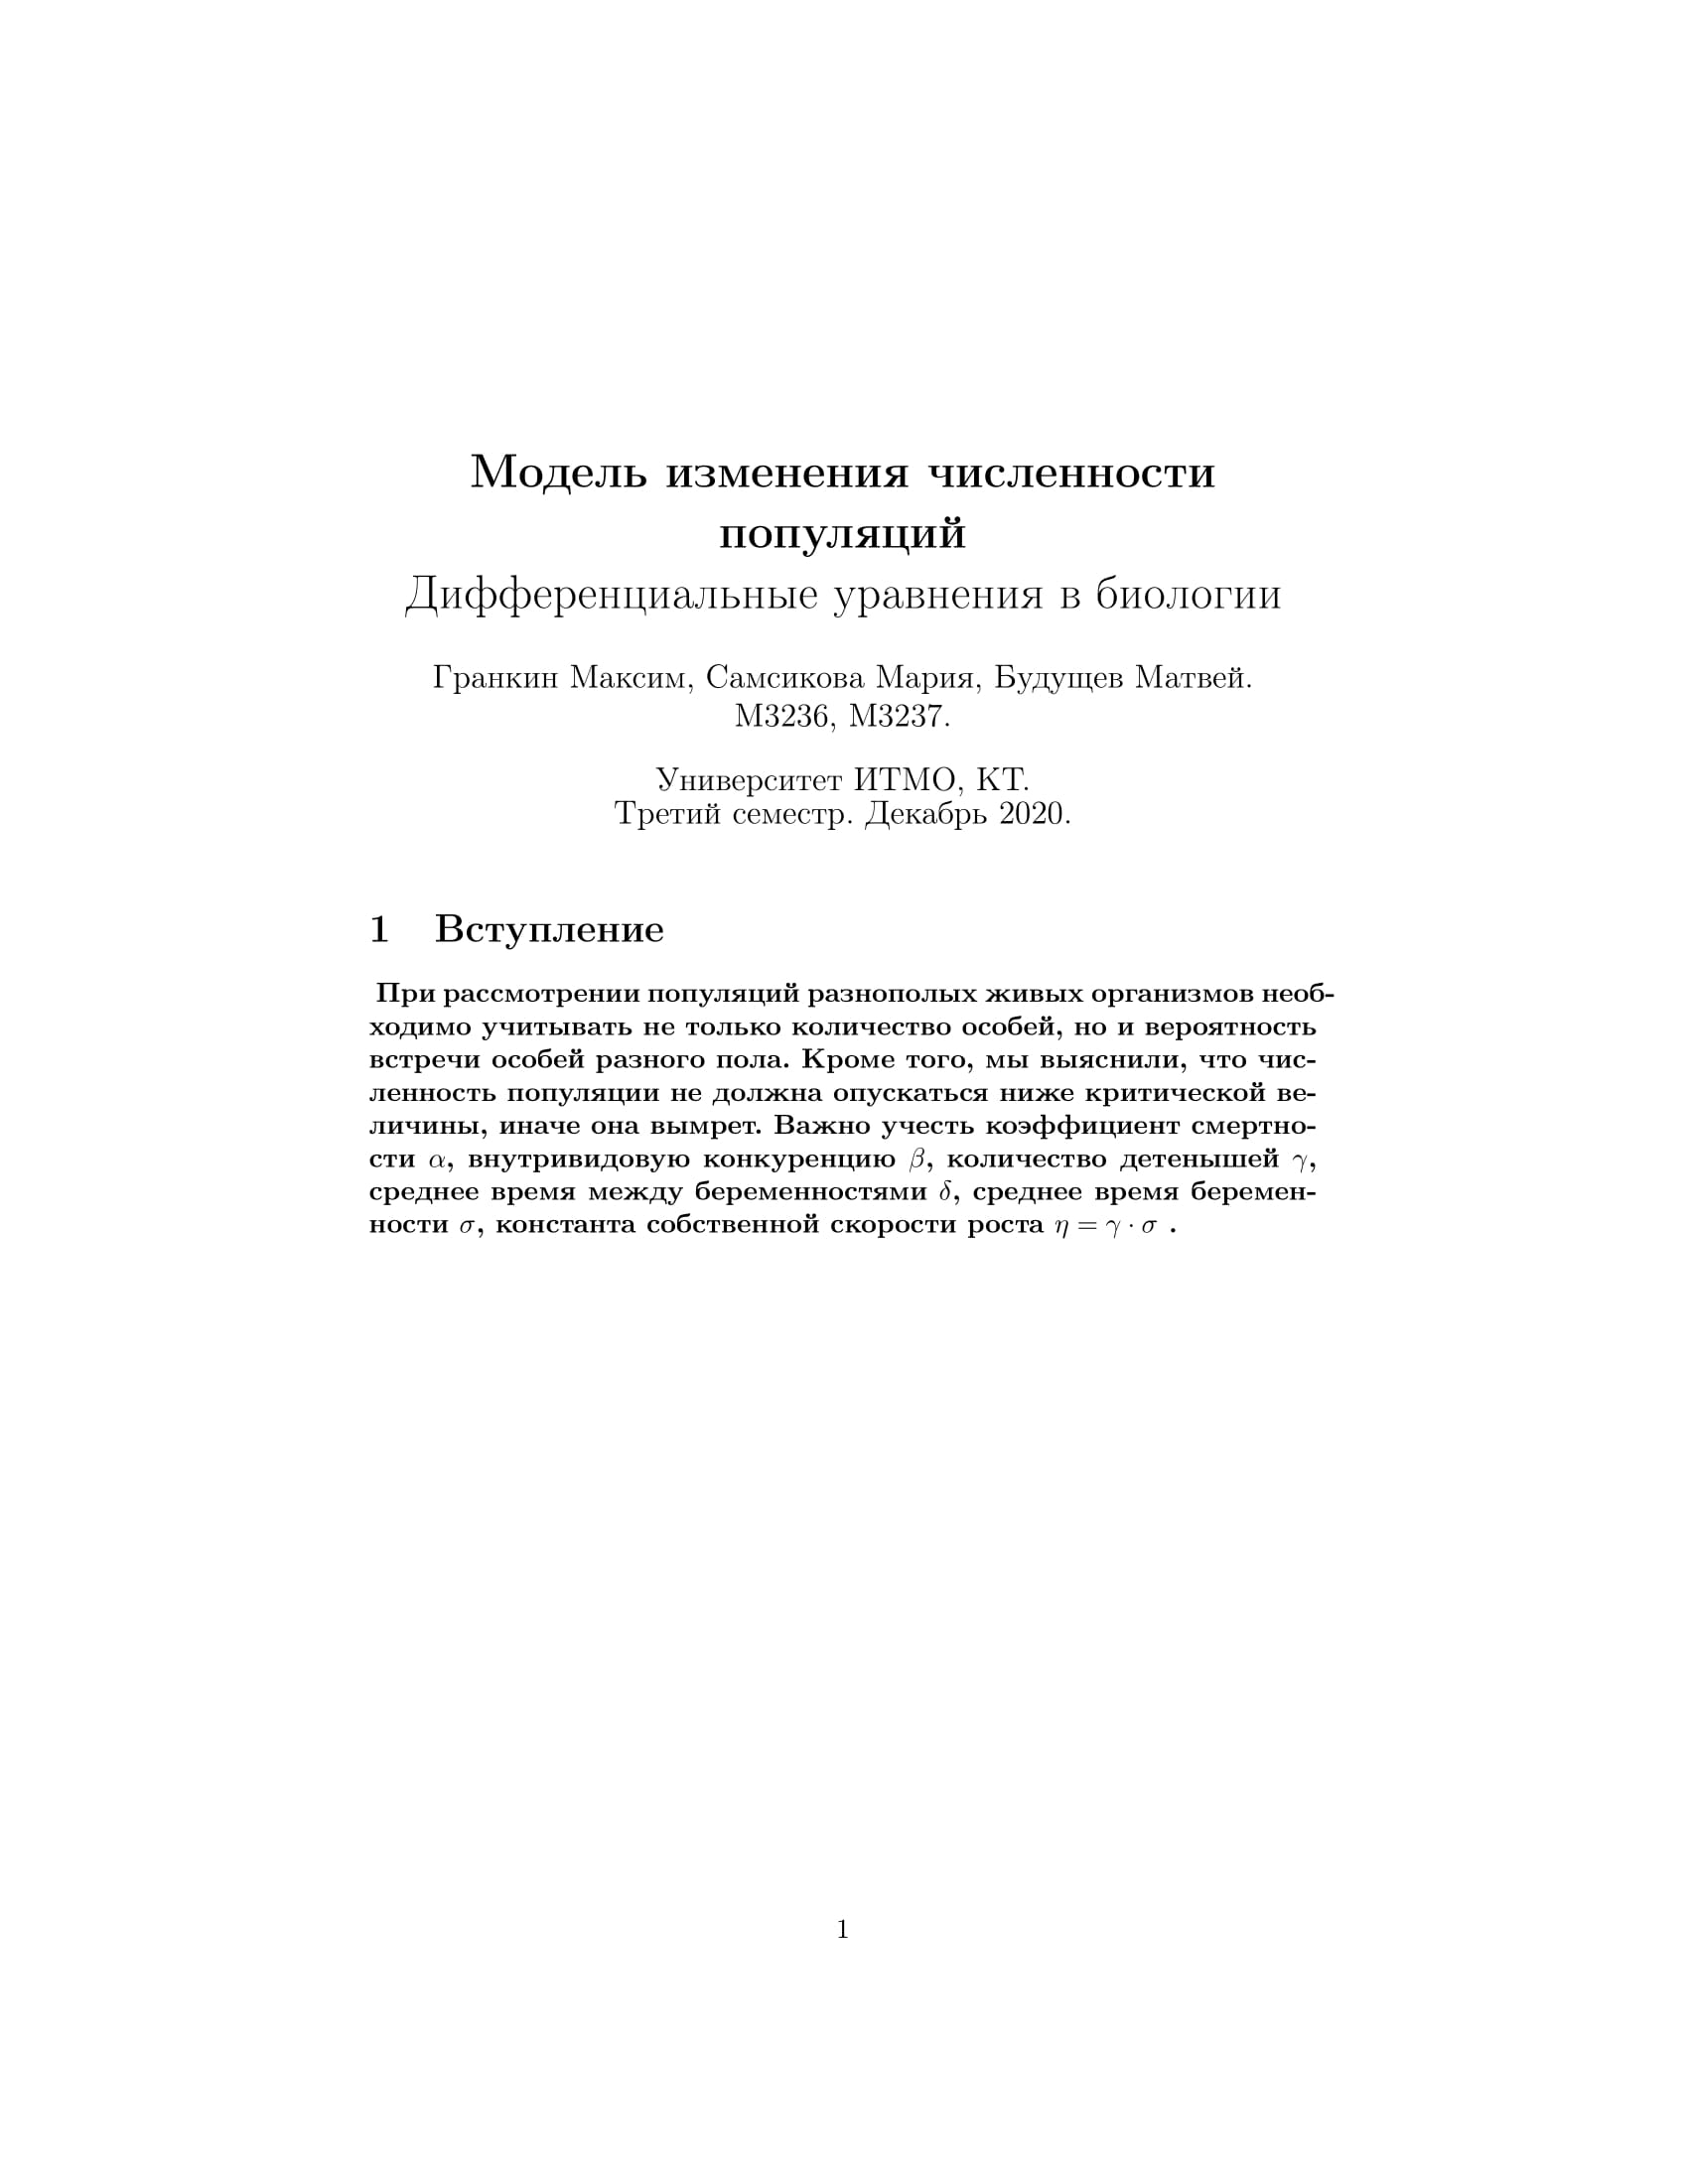 Модель изменения численности
популяций
Дифференциальные уравнения в биологии
Гранкин Максим, Самсикова Мария, Будущев Матвей.
М3236, М3237.
Университет ИТМО, КТ.
Третий семестр. Декабрь 2020.
1 Вступление
При рассмотрении популяций разнополых живых организмов необ-
ходимо учитывать не только количество особей, но и вероятность
встречи особей разного пола. Кроме того, мы выяснили, что чис-
ленность популяции не должна опускаться ниже критической ве-
личины, иначе она вымрет. Важно учесть коэффициент смертно-
сти α, внутривидовую конкуренцию β, количество детенышей γ,
среднее время между беременностями δ, среднее время беремен-
ности σ, константа собственной скорости роста η = γ · σ .
1